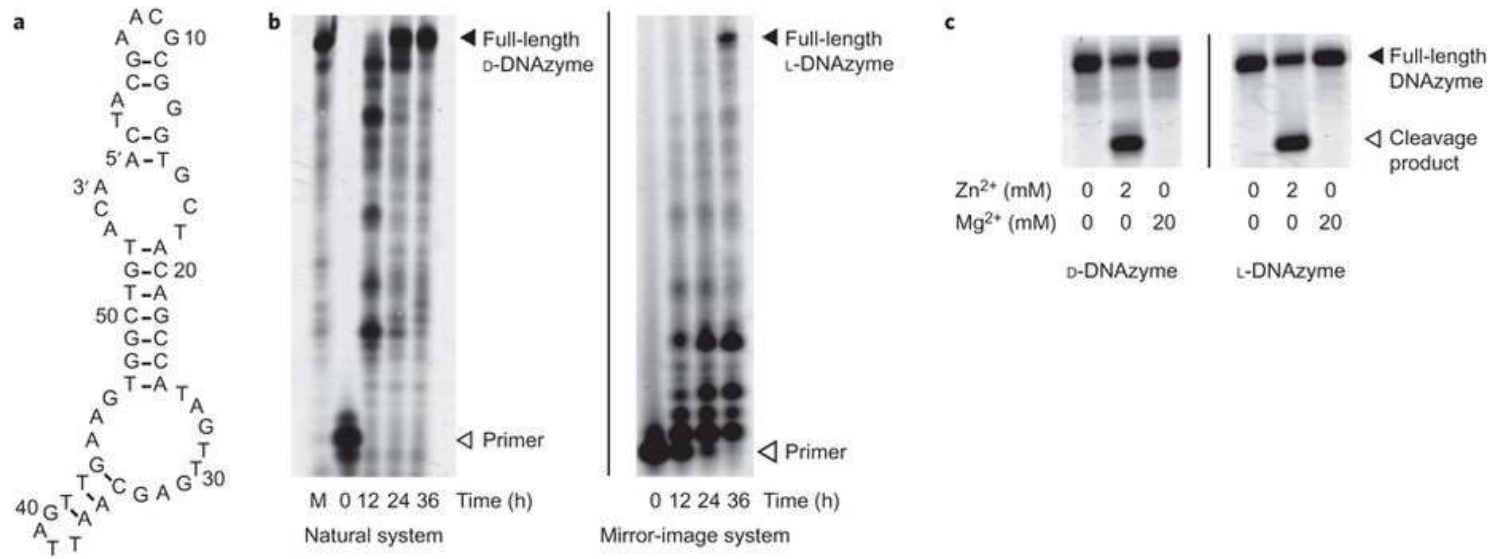 a
A C
A G 10
G–C
C–G
A G
T
C–G
5′ A–T
G
3′ A
C C
A T
T–A
G–C 20
T–A
50 C–G
G–C
G–C
T–A
G T
A A
A G
T
G T 30
T C G A G
T A
40 G A
A T T
b
Full-length
D-DNAzyme
Primer
M 0 12 24 36 Time (h)
Natural system
Full-length
L-DNAzyme
Primer
0 12 24 36 Time (h)
Mirror-image system
c
Full-length
DNAzyme
Cleavage
product
Zn2+ (mM) 0 2 0 0 2 0
Mg2+ (mM) 0 0 20 0 0 20
D-DNAzyme L-DNAzyme